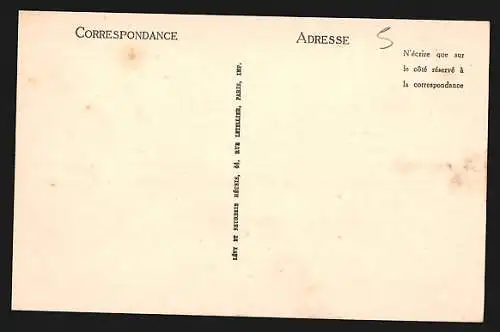 CORRESPONDANCE
ADRESSE
5
N'écrire que sur
le côté réservé à
la correspondance
LÉVY ET NEURDEIN RÉUNIS, 44, RUE LETELLIER, PARIS, IMP.